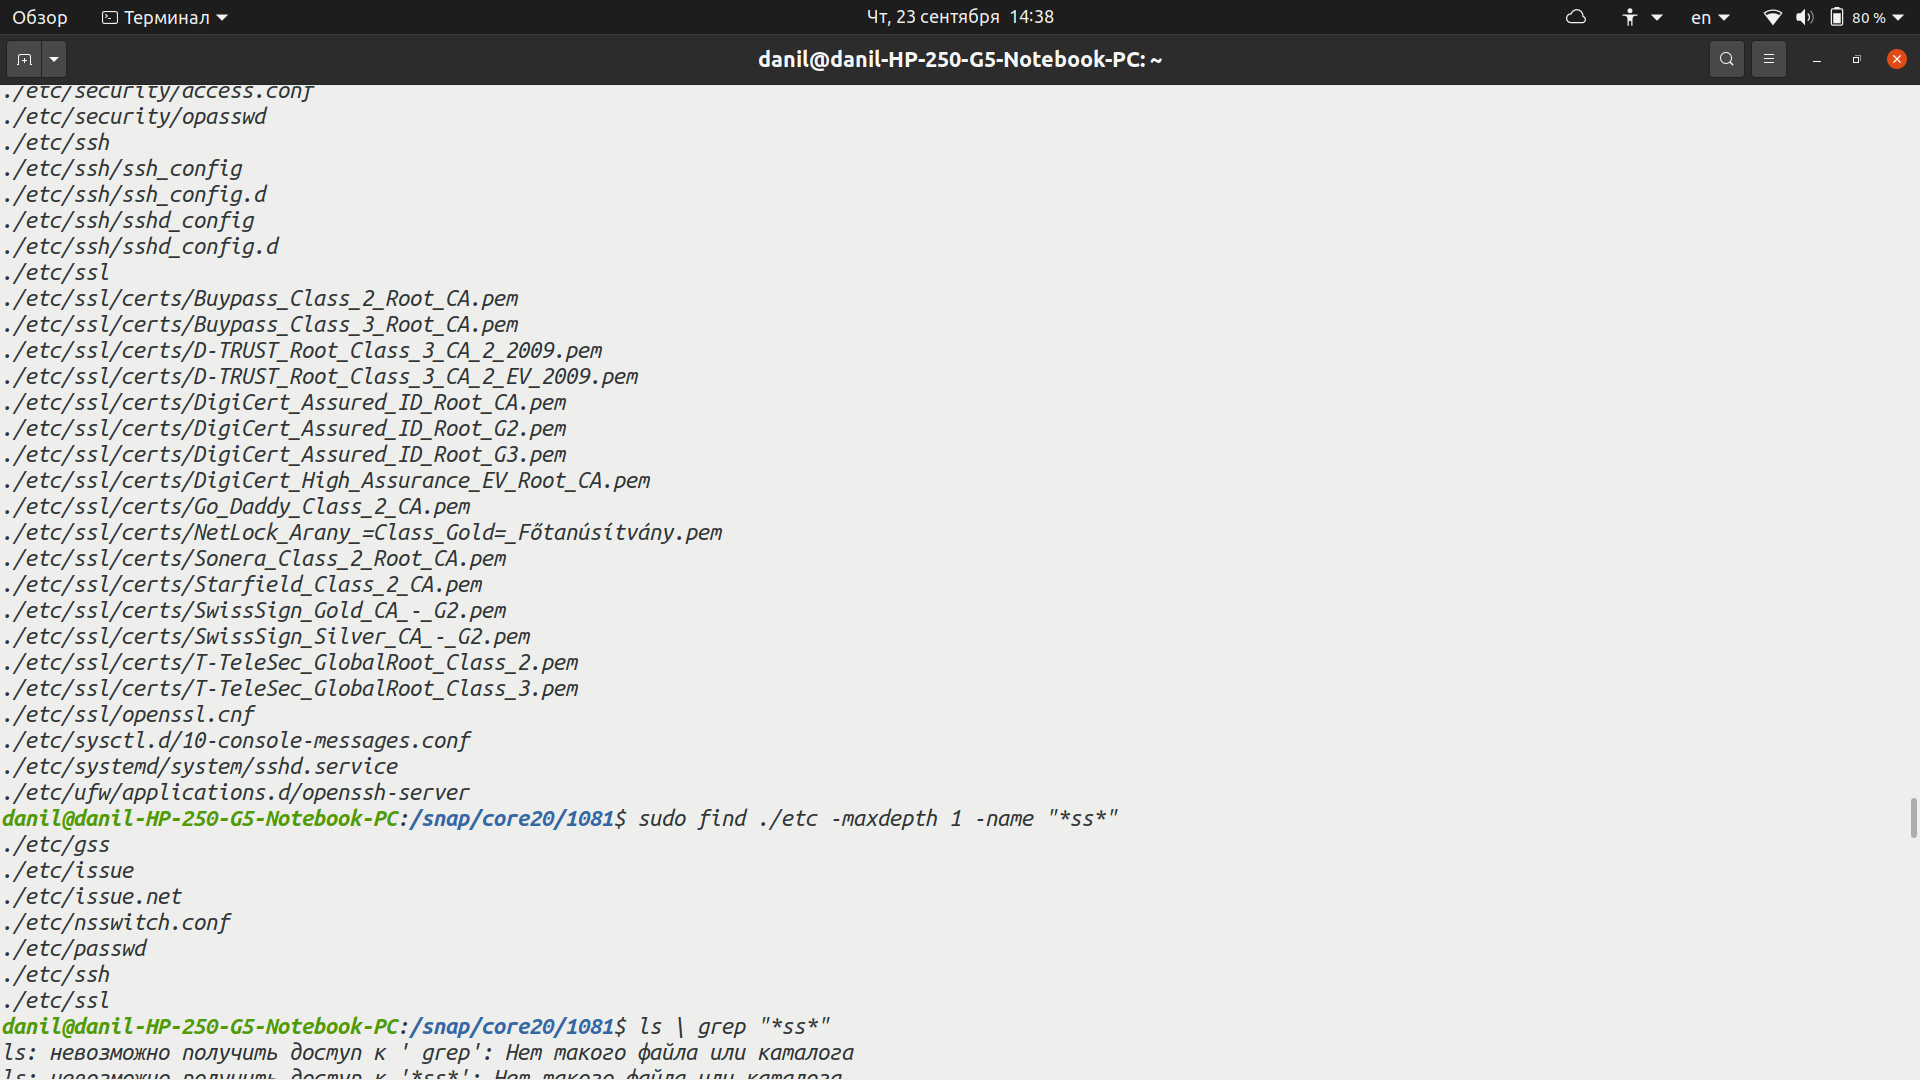 Обзор Терминал Чт, 23 сентября 14:38 en 80 %
danil@danil-HP-250-G5-Notebook-PC: ~
./etc/security/access.conf
./etc/security/opasswd
./etc/ssh
./etc/ssh/ssh_config
./etc/ssh/ssh_config.d
./etc/ssh/sshd_config
./etc/ssh/sshd_config.d
./etc/ssl
./etc/ssl/certs/Buypass_Class_2_Root_CA.pem
./etc/ssl/certs/Buypass_Class_3_Root_CA.pem
./etc/ssl/certs/D-TRUST_Root_Class_3_CA_2_2009.pem
./etc/ssl/certs/D-TRUST_Root_Class_3_CA_2_EV_2009.pem
./etc/ssl/certs/DigiCert_Assured_ID_Root_CA.pem
./etc/ssl/certs/DigiCert_Assured_ID_Root_G2.pem
./etc/ssl/certs/DigiCert_Assured_ID_Root_G3.pem
./etc/ssl/certs/DigiCert_High_Assurance_EV_Root_CA.pem
./etc/ssl/certs/Go_Daddy_Class_2_CA.pem
./etc/ssl/certs/NetLock_Arany_=Class_Gold=_Főtanúsítvány.pem
./etc/ssl/certs/Sonera_Class_2_Root_CA.pem
./etc/ssl/certs/Starfield_Class_2_CA.pem
./etc/ssl/certs/SwissSign_Gold_CA_-_G2.pem
./etc/ssl/certs/SwissSign_Silver_CA_-_G2.pem
./etc/ssl/certs/T-TeleSec_GlobalRoot_Class_2.pem
./etc/ssl/certs/T-TeleSec_GlobalRoot_Class_3.pem
./etc/ssl/openssl.cnf
./etc/sysctl.d/10-console-messages.conf
./etc/systemd/system/sshd.service
./etc/ufw/applications.d/openssh-server
danil@danil-HP-250-G5-Notebook-PC:/snap/core20/1081$ sudo find ./etc -maxdepth 1 -name "*ss*"
./etc/gss
./etc/issue
./etc/issue.net
./etc/nsswitch.conf
./etc/passwd
./etc/ssh
./etc/ssl
danil@danil-HP-250-G5-Notebook-PC:/snap/core20/1081$ ls \ grep "*ss*"
ls: невозможно получить доступ к ' grep': Нет такого файла или каталога
ls: невозможно получить доступ к '*ss*': Нет такого файла или каталога